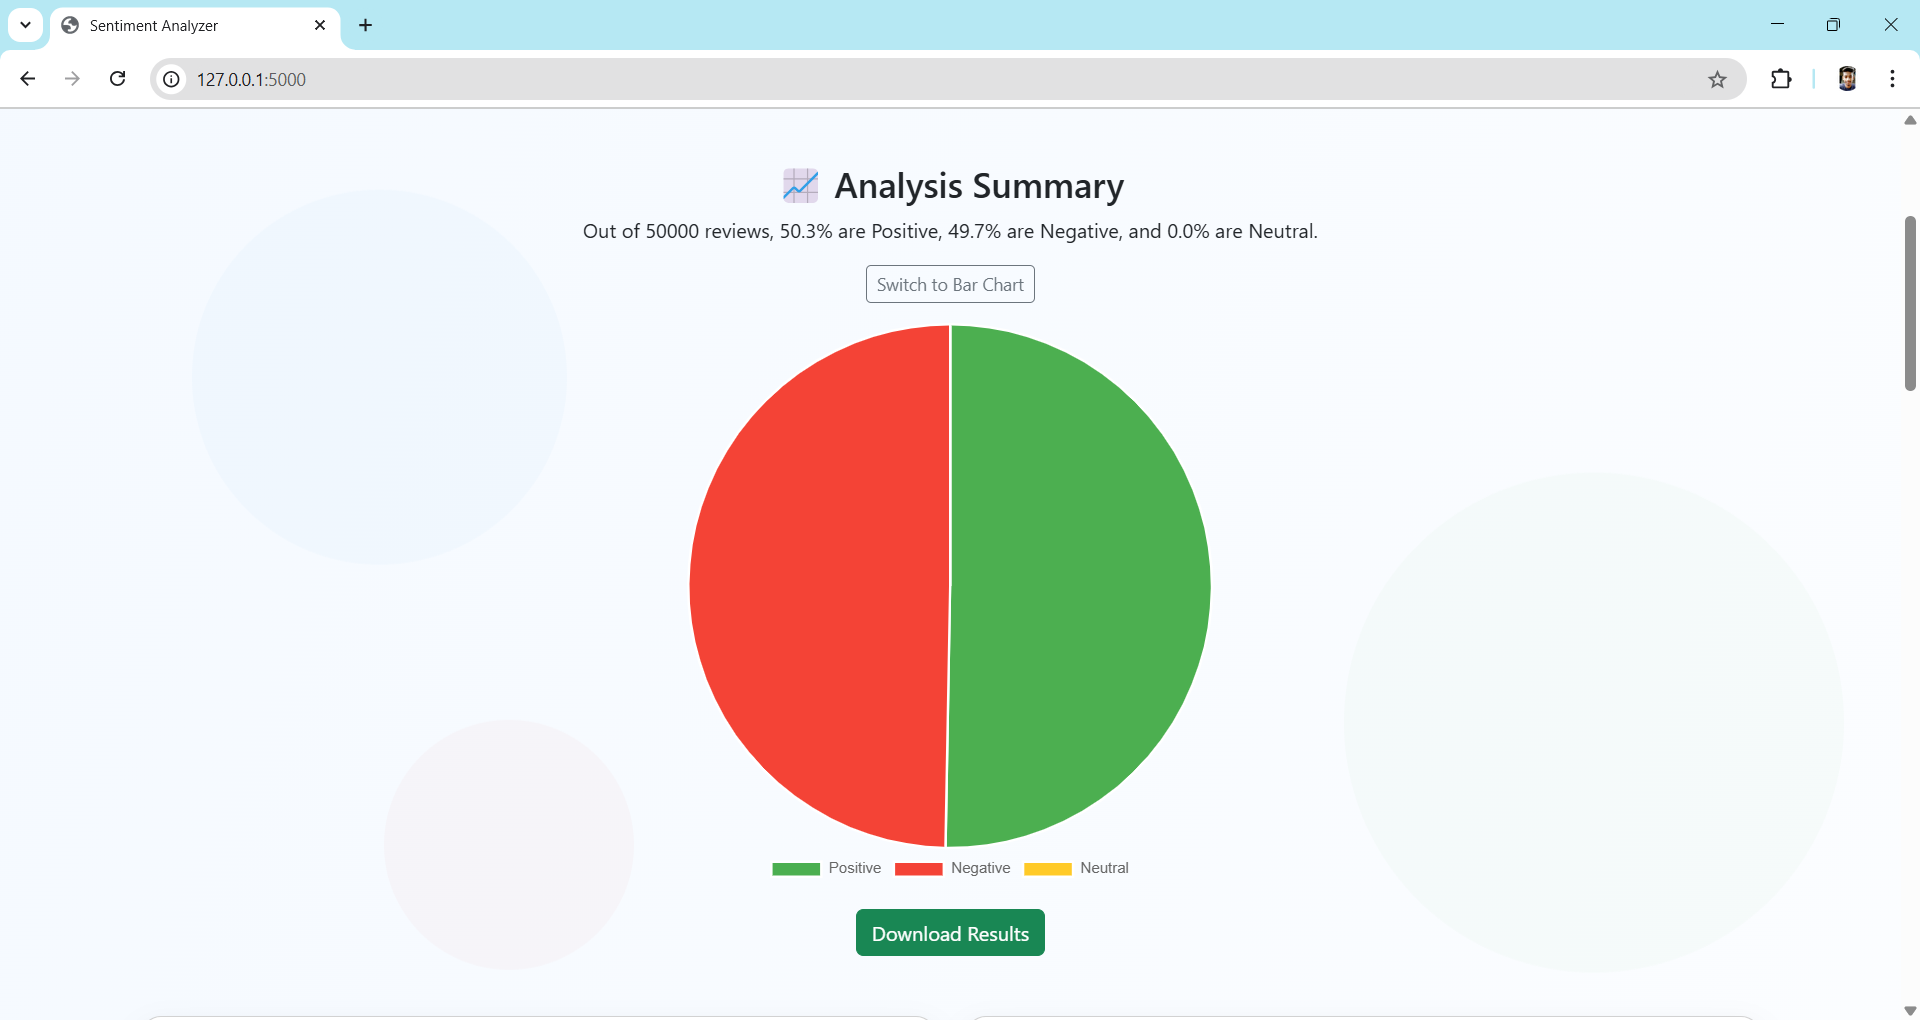 Sentiment Analyzer
127.0.0.1:5000
Analysis Summary
Out of 50000 reviews, 50.3% are Positive, 49.7% are Negative, and 0.0% are Neutral.
Switch to Bar Chart
Positive Negative Neutral
Download Results